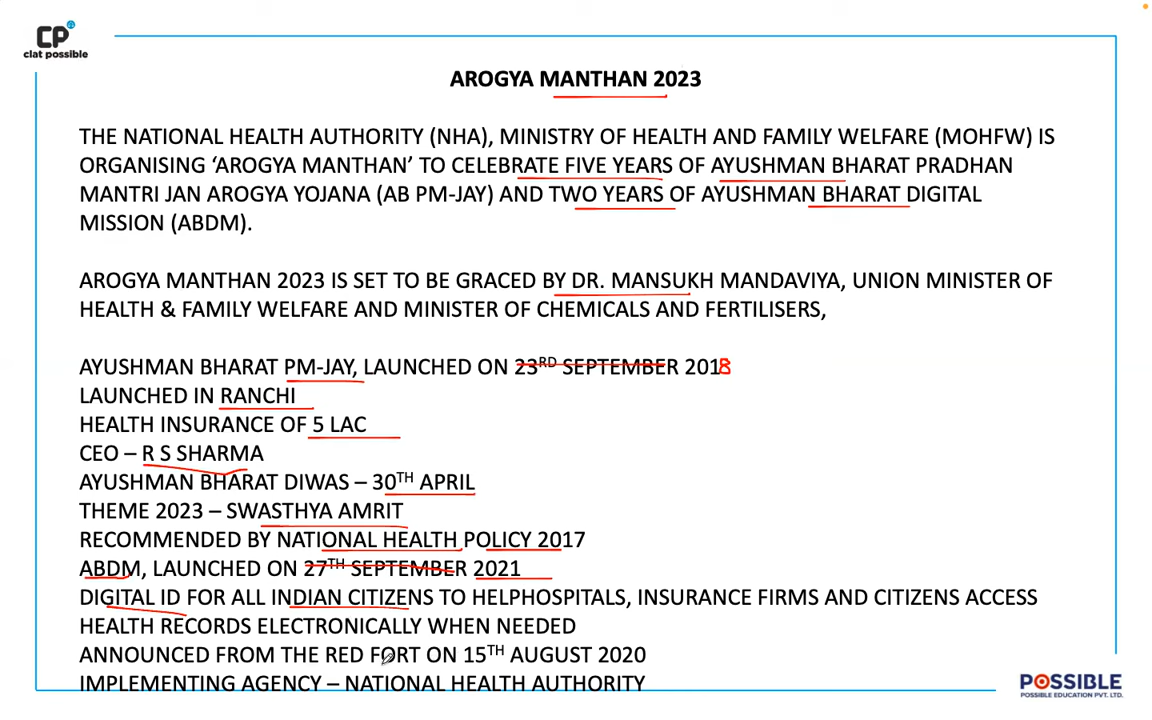 CP
clat possible
AROGYA MANTHAN 2023
THE NATIONAL HEALTH AUTHORITY (NHA), MINISTRY OF HEALTH AND FAMILY WELFARE (MOHFW) IS
ORGANISING ‘AROGYA MANTHAN’ TO CELEBRATE FIVE YEARS OF AYUSHMAN BHARAT PRADHAN
MANTRI JAN AROGYA YOJANA (AB PM-JAY) AND TWO YEARS OF AYUSHMAN BHARAT DIGITAL
MISSION (ABDM).
AROGYA MANTHAN 2023 IS SET TO BE GRACED BY DR. MANSUKH MANDAVIYA, UNION MINISTER OF
HEALTH & FAMILY WELFARE AND MINISTER OF CHEMICALS AND FERTILISERS,
AYUSHMAN BHARAT PM-JAY, LAUNCHED ON 23RD SEPTEMBER 2018
LAUNCHED IN RANCHI
HEALTH INSURANCE OF 5 LAC
CEO – R S SHARMA
AYUSHMAN BHARAT DIWAS – 30TH APRIL
THEME 2023 – SWASTHYA AMRIT
RECOMMENDED BY NATIONAL HEALTH POLICY 2017
ABDM, LAUNCHED ON 27TH SEPTEMBER 2021
DIGITAL ID FOR ALL INDIAN CITIZENS TO HELPHOSPITALS, INSURANCE FIRMS AND CITIZENS ACCESS
HEALTH RECORDS ELECTRONICALLY WHEN NEEDED
ANNOUNCED FROM THE RED FORT ON 15TH AUGUST 2020
IMPLEMENTING AGENCY – NATIONAL HEALTH AUTHORITY
POSSIBLE
POSSIBLE EDUCATION PVT. LTD.